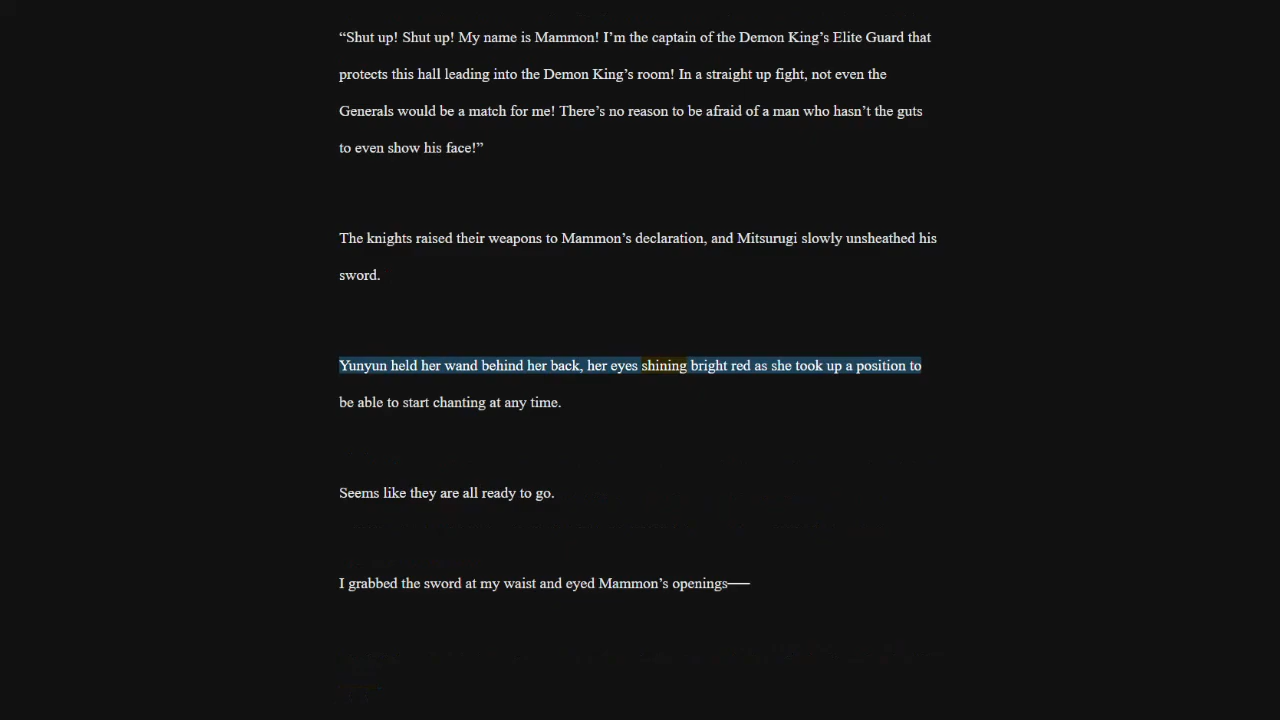 “Shut up! Shut up! My name is Mammon! I’m the captain of the Demon King’s Elite Guard that
protects this hall leading into the Demon King’s room! In a straight up fight, not even the
Generals would be a match for me! There’s no reason to be afraid of a man who hasn’t the guts
to even show his face!”
The knights raised their weapons to Mammon’s declaration, and Mitsurugi slowly unsheathed his
sword.
Yunyun held her wand behind her back, her eyes shining bright red as she took up a position to
be able to start chanting at any time.
Seems like they are all ready to go.
I grabbed the sword at my waist and eyed Mammon’s openings──